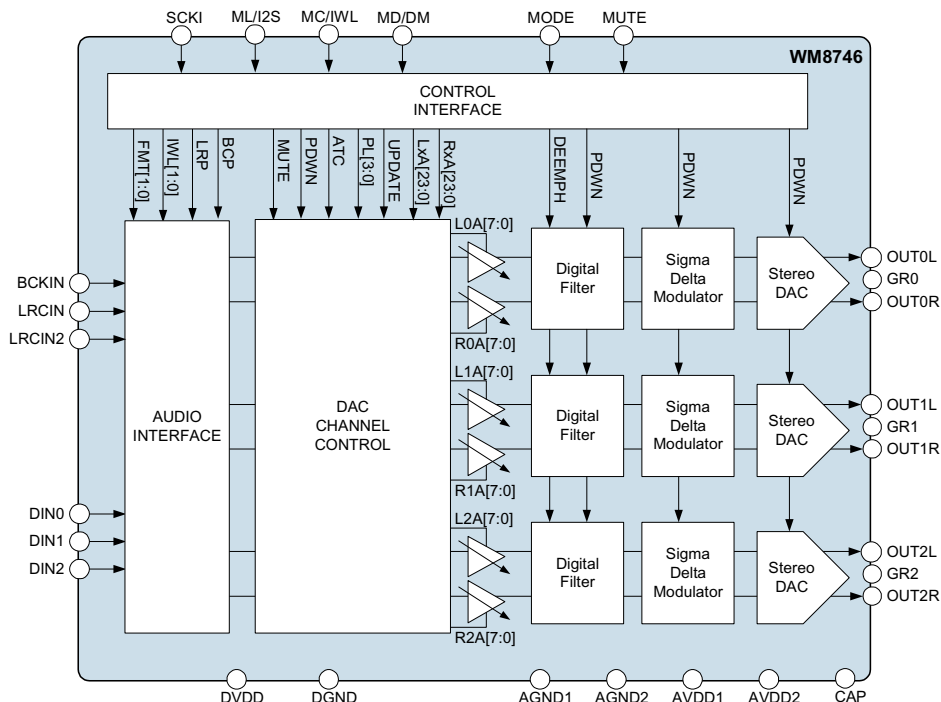 SCKI
ML/I2S
MC/IWL
MD/DM
MODE
MUTE
WM8746
CONTROL
INTERFACE
FMT[1:0]
IWL[1:0]
LRP
BCP
MUTE
PDWN
ATC
PL[3:0]
UPDATE
LxA[23:0]
RxA[23:0]
DEEMPH
PDWN
PDWN
PDWN
BCKIN
LRCIN
LRCIN2
DIN0
DIN1
DIN2
AUDIO
INTERFACE
DAC
CHANNEL
CONTROL
L0A[7:0]
R0A[7:0]
Digital
Filter
Sigma
Delta
Modulator
Stereo
DAC
OUT0L
GR0
OUT0R
L1A[7:0]
R1A[7:0]
Digital
Filter
Sigma
Delta
Modulator
Stereo
DAC
OUT1L
GR1
OUT1R
L2A[7:0]
R2A[7:0]
Digital
Filter
Sigma
Delta
Modulator
Stereo
DAC
OUT2L
GR2
OUT2R
DVDD
DGND
AGND1
AGND2
AVDD1
AVDD2
CAP